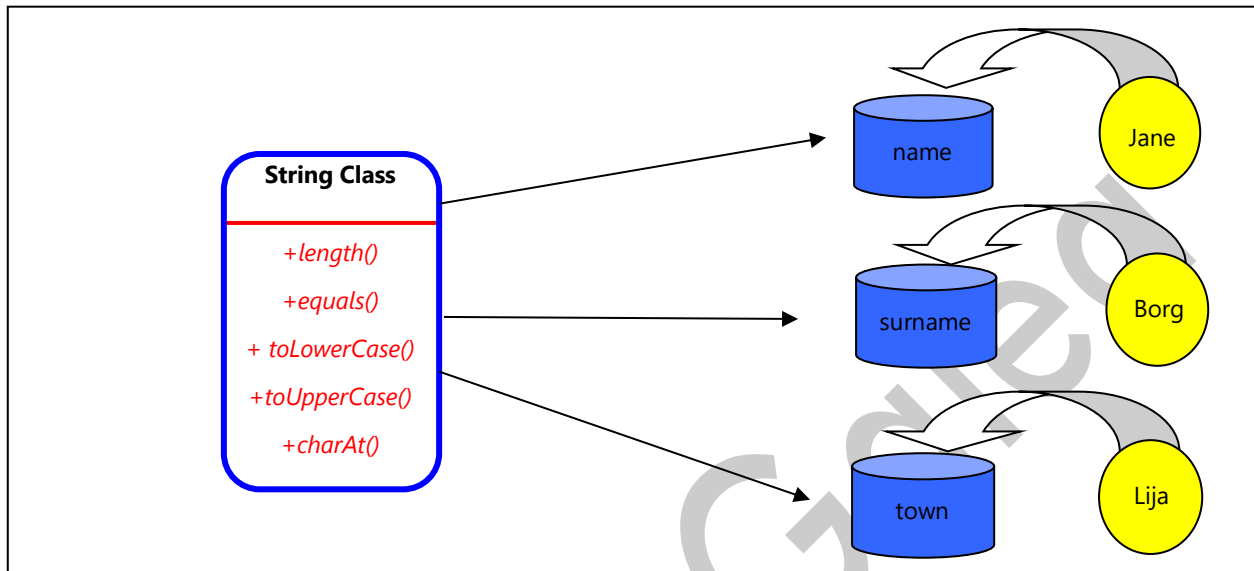 String Class
+length()
+equals()
+ toLowerCase()
+toUpperCase()
+charAt()
name
Jane
surname
Borg
town
Lija